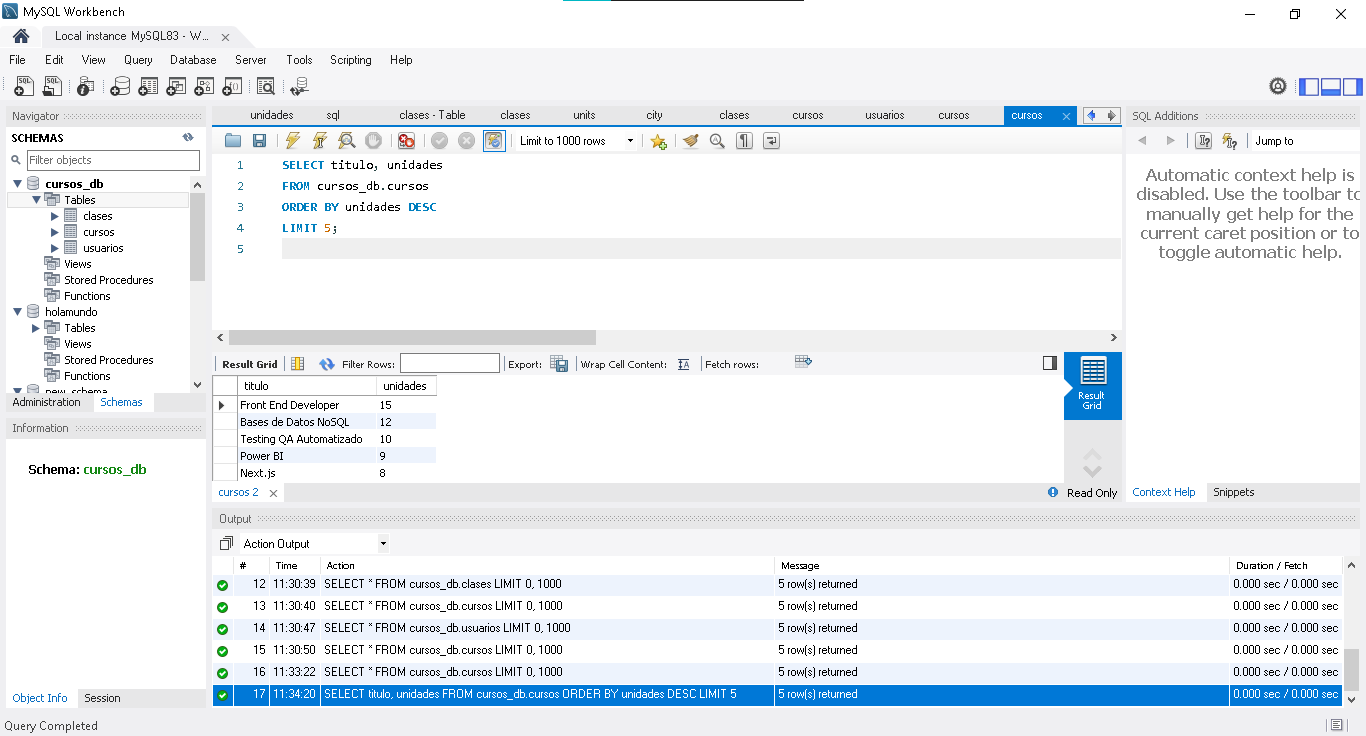 MySQL Workbench
Local instance MySQL83 - W...
File Edit View Query Database Server Tools Scripting Help
Navigator
SCHEMAS
Filter objects
cursos_db
Tables
clases
cursos
usuarios
Views
Stored Procedures
Functions
holamundo
Tables
Views
Stored Procedures
Functions
new_schema
Administration Schemas
Information
Schema: cursos_db
Object Info Session
unidades sql clases - Table clases units city clases cursos usuarios cursos cursos
Limit to 1000 rows
1 SELECT titulo, unidades
2 FROM cursos_db.cursos
3 ORDER BY unidades DESC
4 LIMIT 5;
5
Result Grid Filter Rows: Export: Wrap Cell Content: Fetch rows:
titulo unidades
Front End Developer 15
Bases de Datos NoSQL 12
Testing QA Automatizado 10
Power BI 9
Next.js 8
Result
Grid
cursos 2
Read Only
SQL Additions
Jump to
Automatic context help is
disabled. Use the toolbar to
manually get help for the
current caret position or to
toggle automatic help.
Context Help Snippets
Output
Action Output
# Time Action Message Duration / Fetch
12 11:30:39 SELECT * FROM cursos_db.clases LIMIT 0, 1000 5 row(s) returned 0.000 sec / 0.000 sec
13 11:30:40 SELECT * FROM cursos_db.cursos LIMIT 0, 1000 5 row(s) returned 0.000 sec / 0.000 sec
14 11:30:47 SELECT * FROM cursos_db.usuarios LIMIT 0, 1000 5 row(s) returned 0.000 sec / 0.000 sec
15 11:30:50 SELECT * FROM cursos_db.cursos LIMIT 0, 1000 5 row(s) returned 0.000 sec / 0.000 sec
16 11:33:22 SELECT * FROM cursos_db.cursos LIMIT 0, 1000 5 row(s) returned 0.000 sec / 0.000 sec
17 11:34:20 SELECT titulo, unidades FROM cursos_db.cursos ORDER BY unidades DESC LIMIT 5 5 row(s) returned 0.000 sec / 0.000 sec
Query Completed